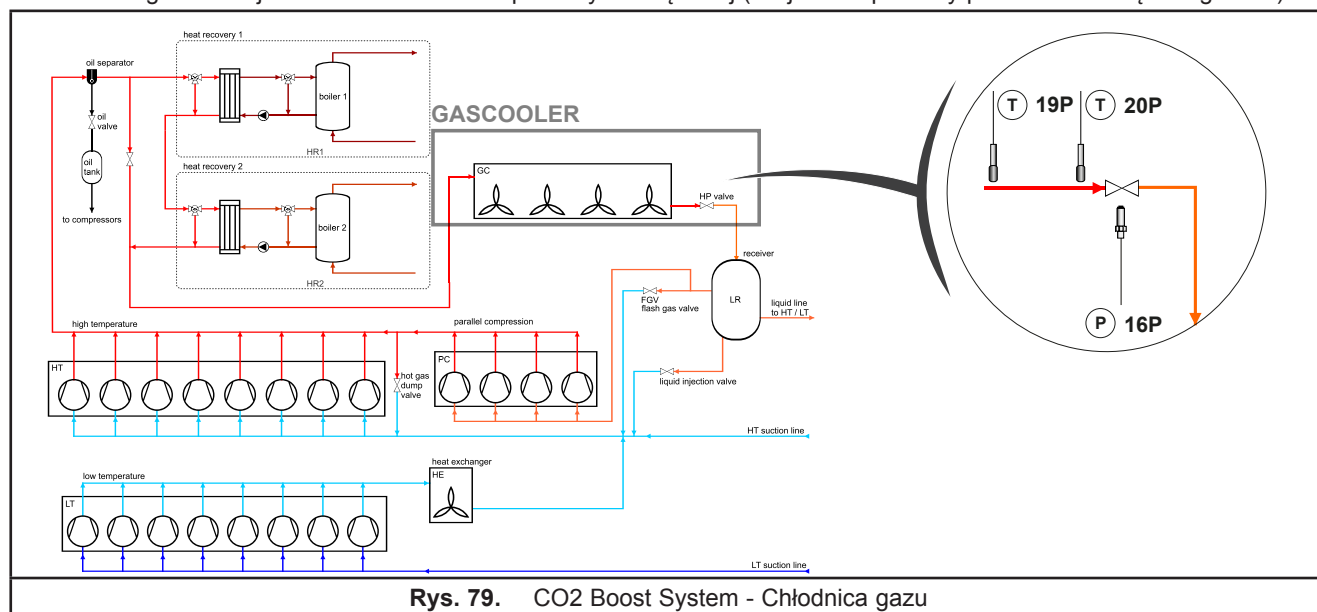 heat recovery 1
oil separator
boiler 1
oil
valve
oil
tank
HR1
to compressors
heat recovery 2
boiler 2
HR2
GASCOOLER
GC
HP valve
receiver
LR
FGV
flash gas valve
liquid line
to HT / LT
liquid injection valve
high temperature
parallel compression
HT
hot gas
dump
valve
PC
HT suction line
heat exchanger
HE
low temperature
LT
LT suction line
T 19P T 20P
P 16P
Rys. 79. CO2 Boost System - Chłodnica gazu